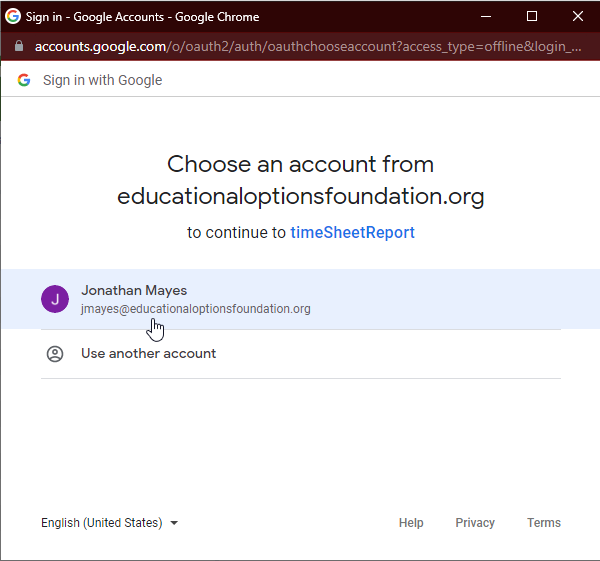 Sign in - Google Accounts - Google Chrome
accounts.google.com/o/oauth2/auth/oauthchooseaccount?access_type=offline&login_...
Sign in with Google
Choose an account from
educationaloptionsfoundation.org
to continue to timeSheetReport
J
Jonathan Mayes
jmayes@educationaloptionsfoundation.org
Use another account
English (United States)
Help Privacy Terms